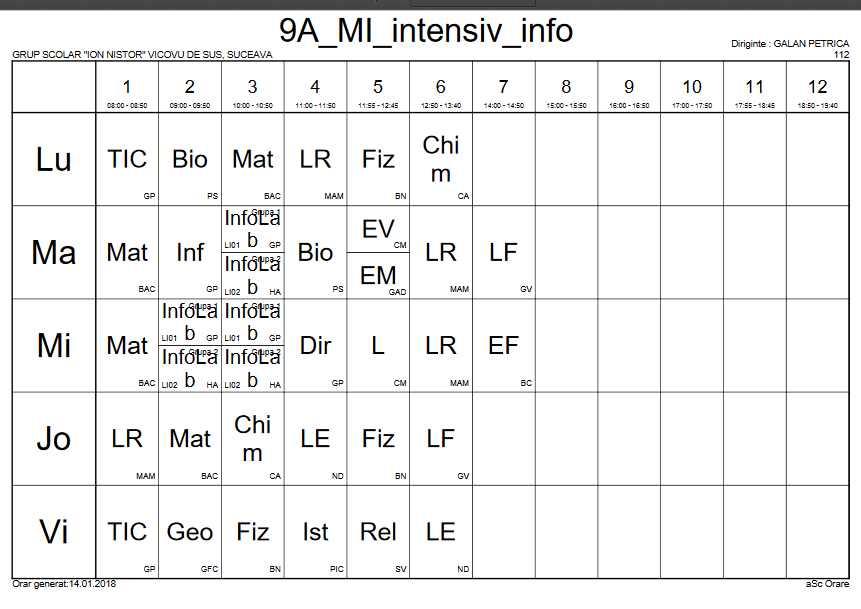 9A_MI_intensiv_info
Diriginte : GALAN PETRICA
GRUP SCOLAR "ION NISTOR" VICOVU DE SUS, SUCEAVA 112
1 2 3 4 5 6 7 8 9 10 11 12
08:00 - 08:50 09:00 - 09:50 10:00 - 10:50 11:00 - 11:50 11:55 - 12:45 12:50 - 13:40 14:00 - 14:50 15:00 - 15:50 16:00 - 16:50 17:00 - 17:50 17:55 - 18:45 18:50 - 19:40
Lu TIC Bio Mat LR Fiz Chi
m
GP PS BAC MAM BN CA
Grupa 1
InfoLa
LI01 b GP
EV
CM
Ma Mat Inf Bio LR LF
Grupa 2
InfoLa
LI02 b HA
EM
GAD
BAC GP PS MAM GV
Grupa 1 Grupa 1
InfoLa InfoLa
LI01 b GP LI01 b GP
Mi Mat Dir L LR EF
Grupa 2 Grupa 2
InfoLa InfoLa
LI02 b HA LI02 b HA
BAC GP CM MAM BC
Jo LR Mat Chi
m LE Fiz LF
MAM BAC CA ND BN GV
Vi TIC Geo Fiz Ist Rel LE
GP GFC BN PIC SV ND
Orar generat:14.01.2018 aSc Orare